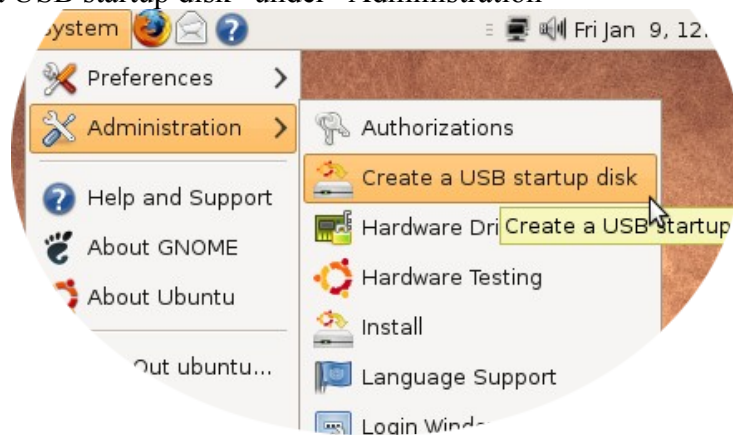 USB startup disk" under "Administration"
System
Fri Jan 9, 12.
Preferences
Administration
Help and Support
About GNOME
About Ubuntu
Out ubuntu...
Authorizations
Create a USB startup disk
Hardware Dri
Create a USB startup
Hardware Testing
Install
Language Support
Login